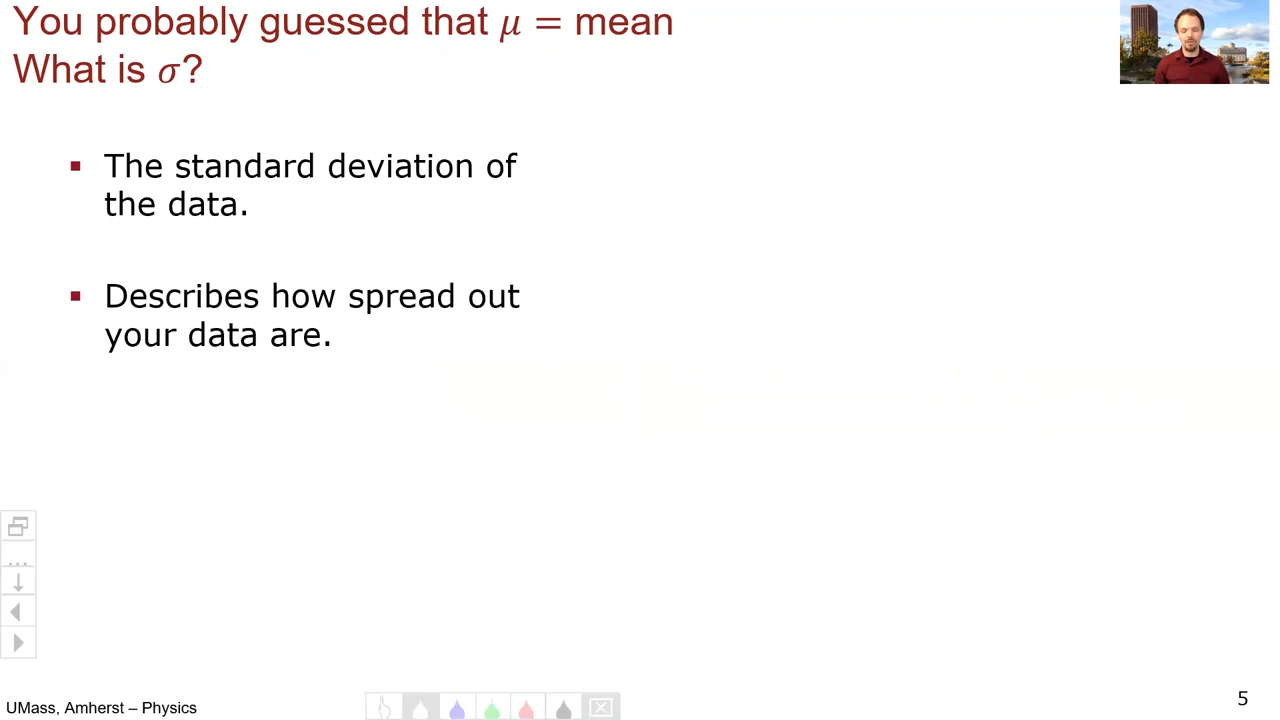 You probably guessed that μ = mean
What is σ?
▪ The standard deviation of
the data.
▪ Describes how spread out
your data are.
UMass, Amherst – Physics
5